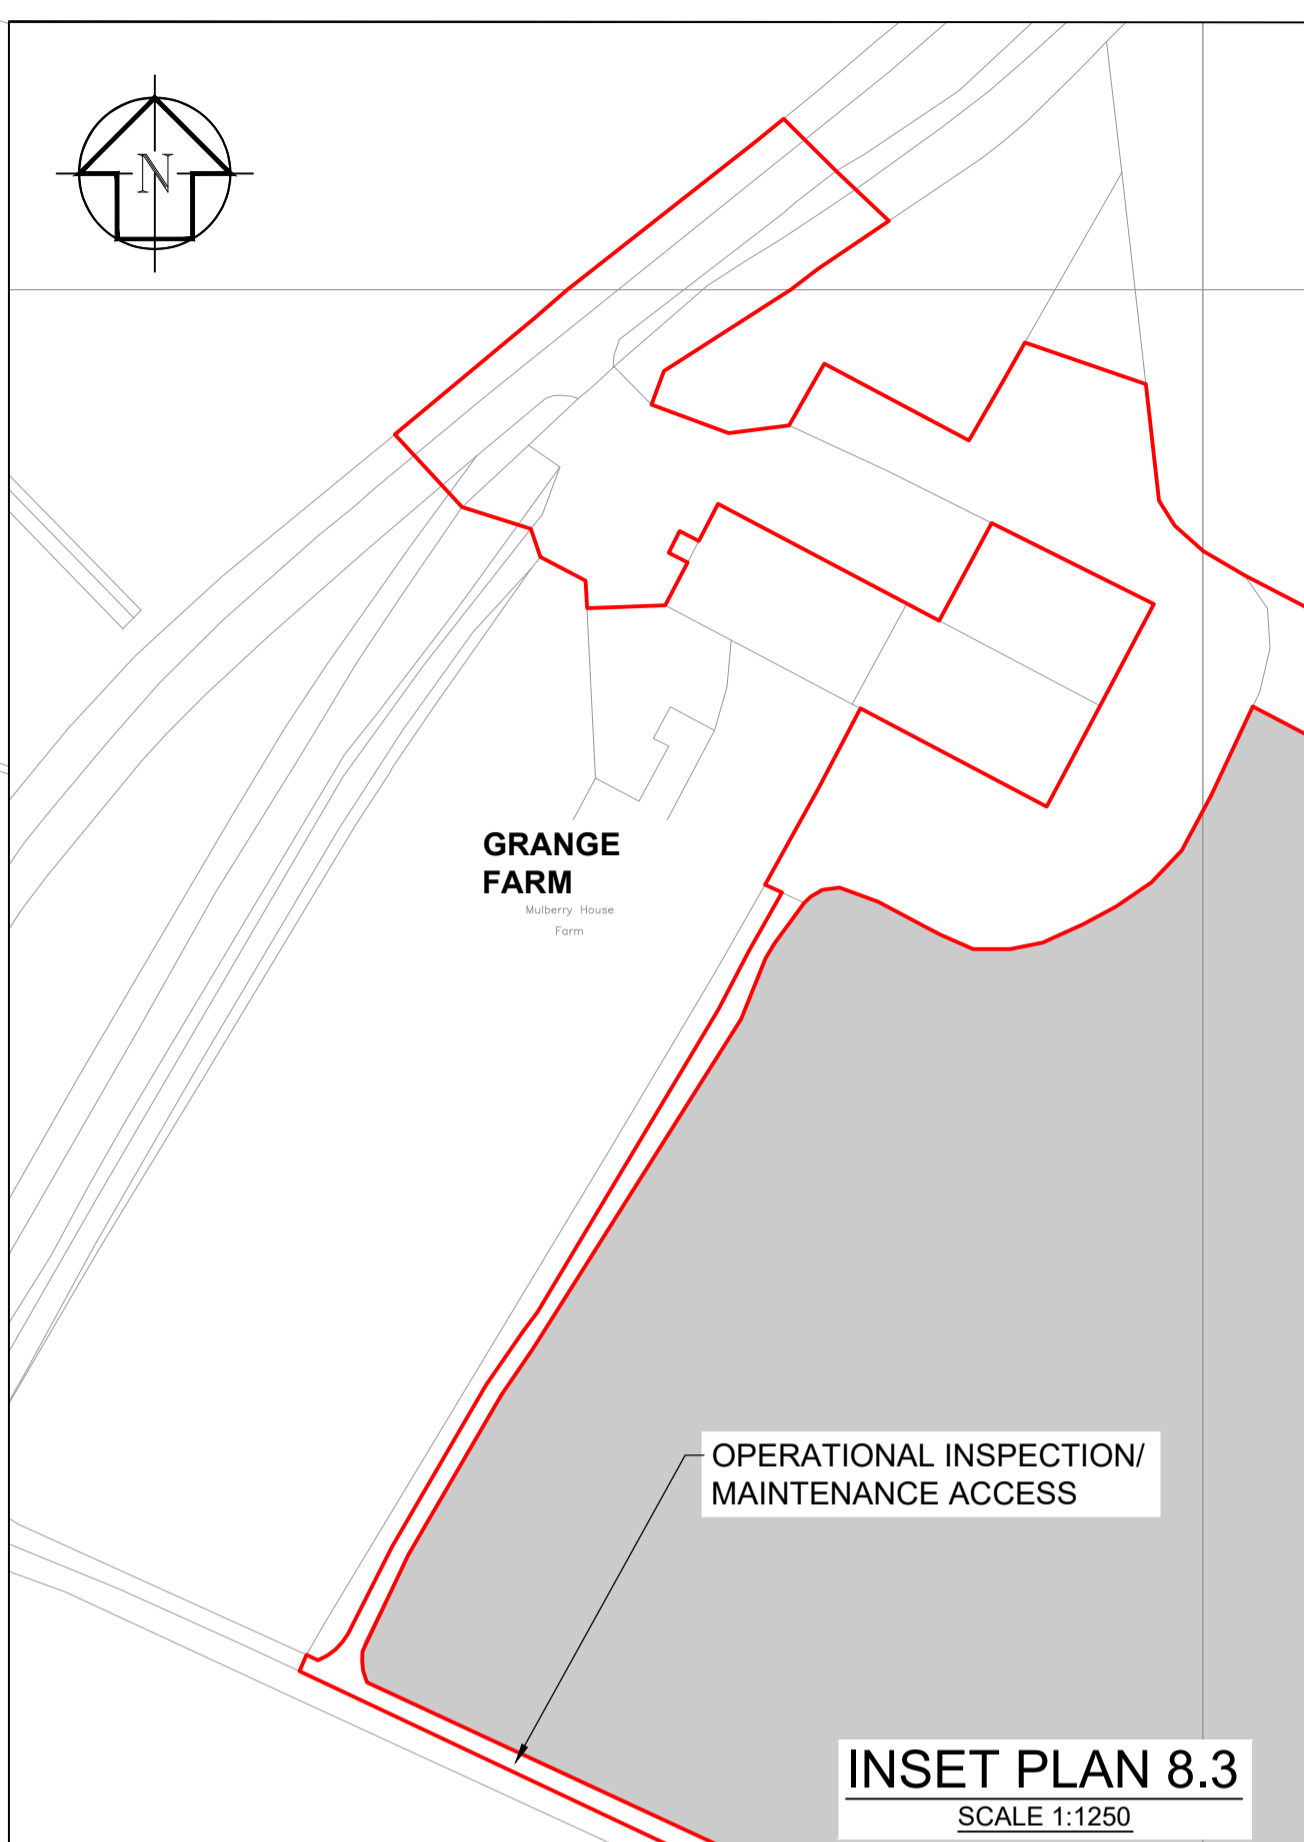 N
GRANGE
FARM
Mulberry House
Farm
OPERATIONAL INSPECTION/
MAINTENANCE ACCESS
INSET PLAN 8.3
SCALE 1:1250